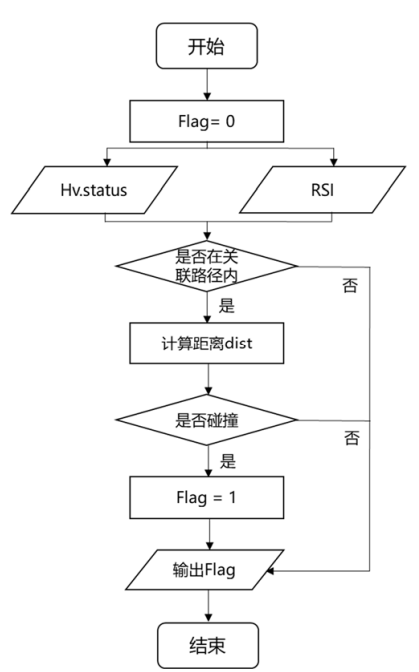 开始
Flag= 0
Hv.status
RSI
是否在关
联路径内
否
是
计算距离dist
是否碰撞
否
是
Flag = 1
输出Flag
结束